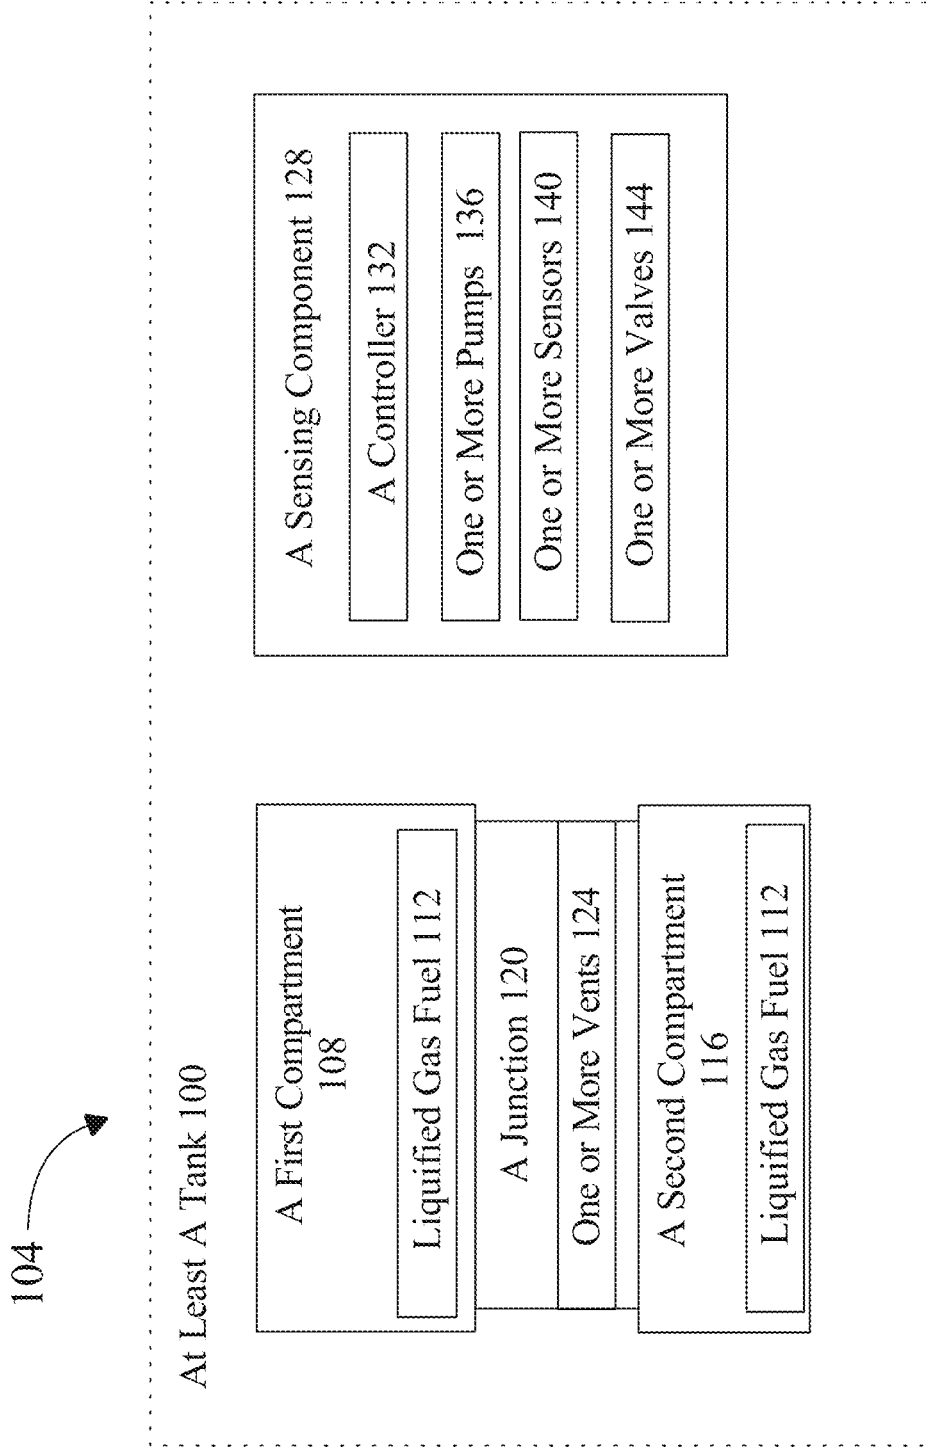 104
At Least A Tank 100
A First Compartment
108
Liquified Gas Fuel 112
A Junction 120
One or More Vents 124
A Second Compartment
116
Liquified Gas Fuel 112
A Sensing Component 128
A Controller 132
One or More Pumps 136
One or More Sensors 140
One or More Valves 144